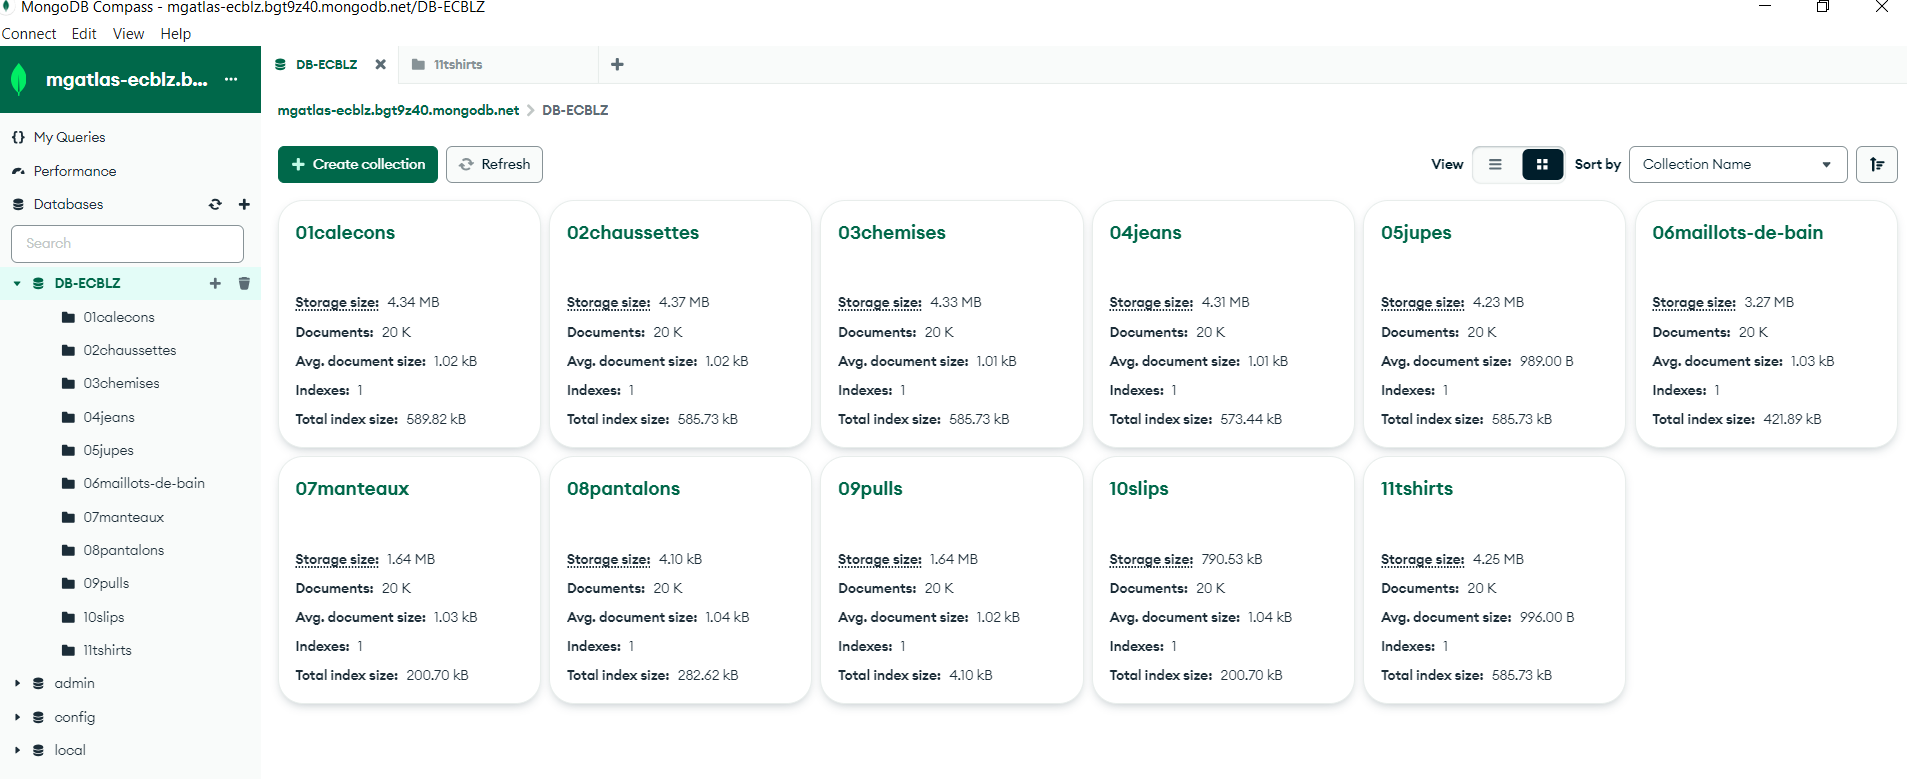 MongoDB Compass - mgatlas-ecblz.bgt9z40.mongodb.net/DB-ECBLZ
Connect Edit View Help
mgatlas-ecblz.b... ...
My Queries
Performance
Databases
Search
DB-ECBLZ
01calecons
02chaussettes
03chemises
04jeans
05jupes
06maillots-de-bain
07manteaux
08pantalons
09pulls
10slips
11tshirts
admin
config
local
DB-ECBLZ 11tshirts
mgatlas-ecblz.bgt9z40.mongodb.net > DB-ECBLZ
Create collection Refresh
View Sort by Collection Name
01calecons
Storage size: 4.34 MB
Documents: 20 K
Avg. document size: 1.02 kB
Indexes: 1
Total index size: 589.82 kB
02chaussettes
Storage size: 4.37 MB
Documents: 20 K
Avg. document size: 1.02 kB
Indexes: 1
Total index size: 585.73 kB
03chemises
Storage size: 4.33 MB
Documents: 20 K
Avg. document size: 1.01 kB
Indexes: 1
Total index size: 585.73 kB
04jeans
Storage size: 4.31 MB
Documents: 20 K
Avg. document size: 1.01 kB
Indexes: 1
Total index size: 573.44 kB
05jupes
Storage size: 4.23 MB
Documents: 20 K
Avg. document size: 989.00 B
Indexes: 1
Total index size: 585.73 kB
06maillots-de-bain
Storage size: 3.27 MB
Documents: 20 K
Avg. document size: 1.03 kB
Indexes: 1
Total index size: 421.89 kB
07manteaux
Storage size: 1.64 MB
Documents: 20 K
Avg. document size: 1.03 kB
Indexes: 1
Total index size: 200.70 kB
08pantalons
Storage size: 4.10 kB
Documents: 20 K
Avg. document size: 1.04 kB
Indexes: 1
Total index size: 282.62 kB
09pulls
Storage size: 1.64 MB
Documents: 20 K
Avg. document size: 1.02 kB
Indexes: 1
Total index size: 4.10 kB
10slips
Storage size: 790.53 kB
Documents: 20 K
Avg. document size: 1.04 kB
Indexes: 1
Total index size: 200.70 kB
11tshirts
Storage size: 4.25 MB
Documents: 20 K
Avg. document size: 996.00 B
Indexes: 1
Total index size: 585.73 kB